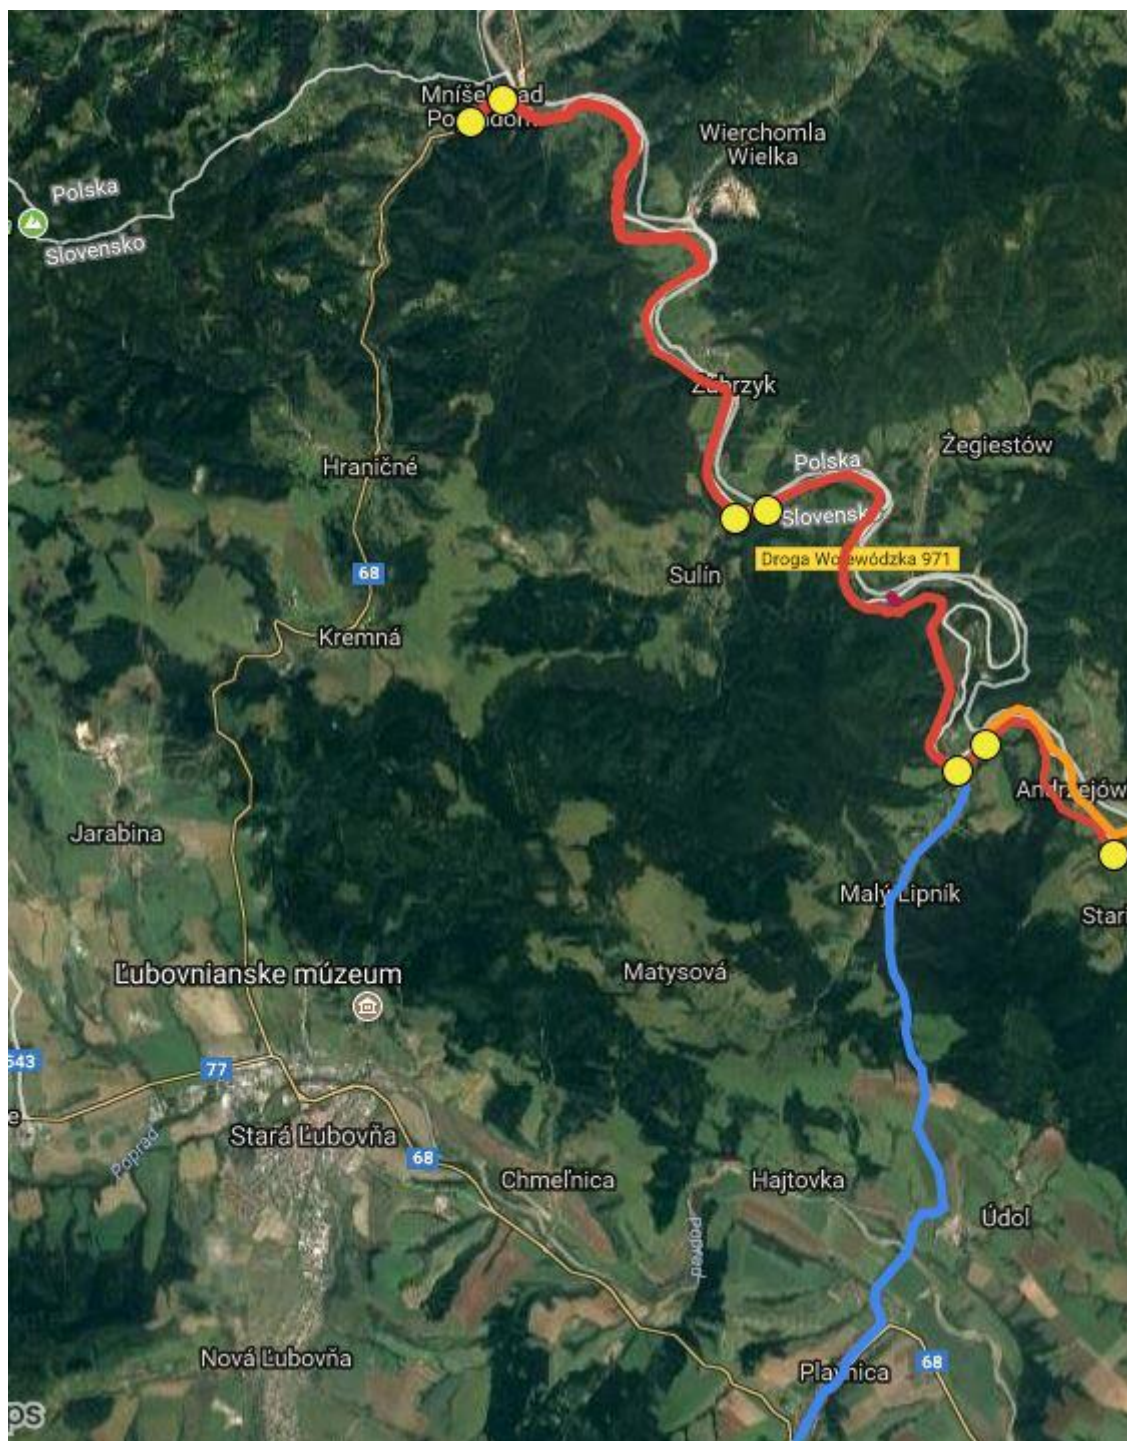 Wierchomla
Wielka
Polska
Slovensko
Polska
Żegiestów
Hraničné
Droga Wojewódzka 971
68
Sulín
Kremná
Jarabina
Malý Lipník
Ľubovnianske múzeum
Matysová
77
Stará Ľubovňa
Poprad
68
Chmeľnica
Hajtovka
Údol
Poprad
Nová Ľubovňa
68
Plavnica